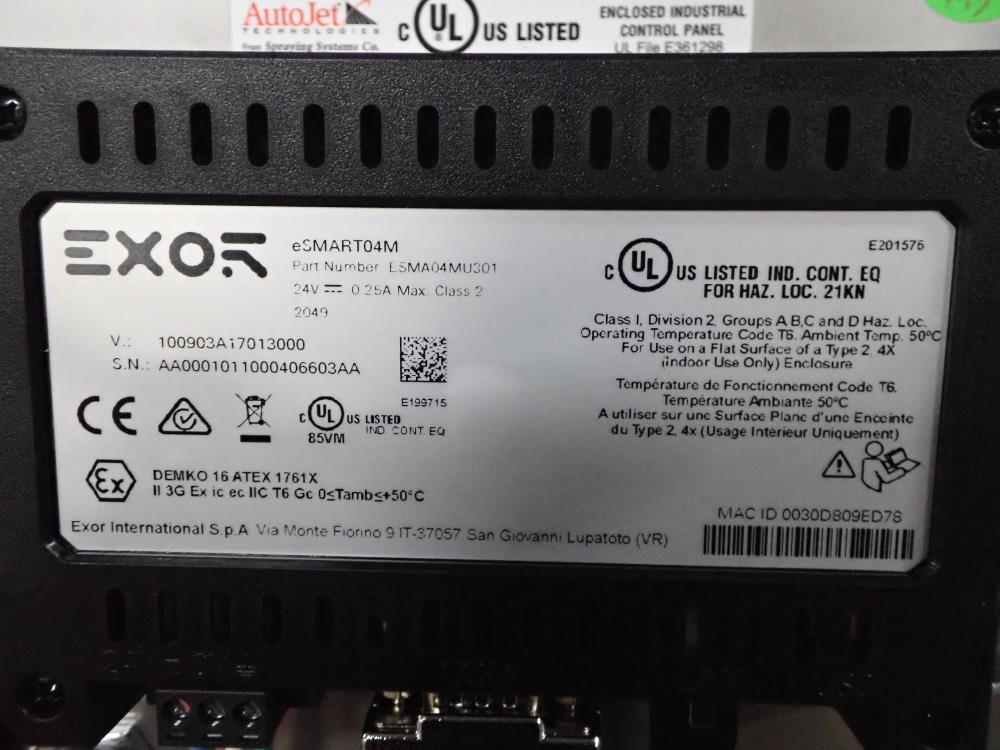 AutoJet
TECHNOLOGIES
From Spraying Systems Co.
C UL US LISTED
ENCLOSED INDUSTRIAL
CONTROL PANEL
UL File E361298
EXOR
eSMART04M
Part Number ESMA04MU301
24V ⎓ 0.25A Max. Class 2
2049
V.: 100903A17013000
S.N.: AA0001011000406603AA
E199715
CE
C UL US LISTED
IND. CONT. EQ
85VM
Ex
DEMKO 16 ATEX 1761X
II 3G Ex ic ec IIC T6 Gc 0≤Tamb≤+50°C
Exor International S.p.A Via Monte Fiorino 9 IT-37057 San Giovanni Lupatoto (VR)
E201576
C UL US LISTED IND. CONT. EQ
FOR HAZ. LOC. 21KN
Class I, Division 2, Groups A,B,C and D Haz. Loc.
Operating Temperature Code T6. Ambient Temp. 50°C
For Use on a Flat Surface of a Type 2, 4X
(Indoor Use Only) Enclosure
Température de Fonctionnement Code T6.
Température Ambiante 50°C
A utiliser sur une Surface Plane d'une Enceinte
du Type 2, 4x (Usage Intérieur Uniquement)
MAC ID 0030D809ED78
24V ⎓ 0V
COM